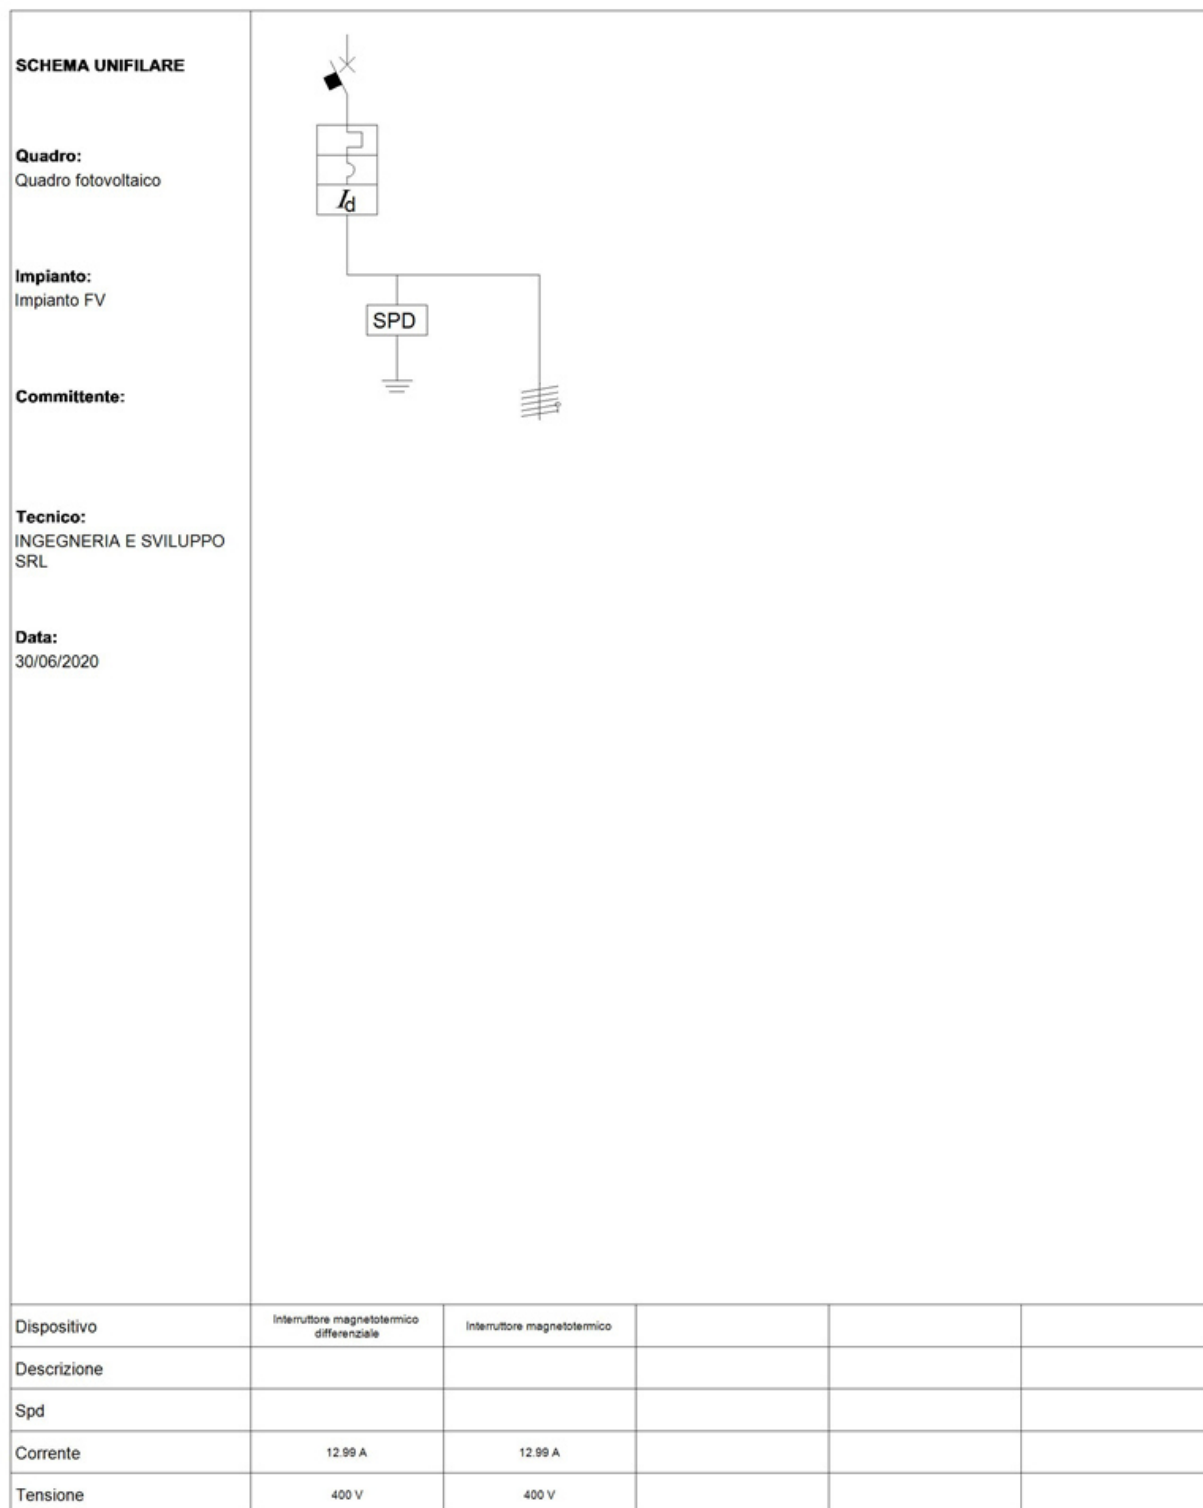 SCHEMA UNIFILARE
Quadro:
Quadro fotovoltaico
Impianto:
Impianto FV
Committente:
Tecnico:
INGEGNERIA E SVILUPPO
SRL
Data:
30/06/2020
Id
SPD
Dispositivo
Interruttore magnetotermico
differenziale
Interruttore magnetotermico
Descrizione
Spd
Corrente
12.99 A
12.99 A
Tensione
400 V
400 V